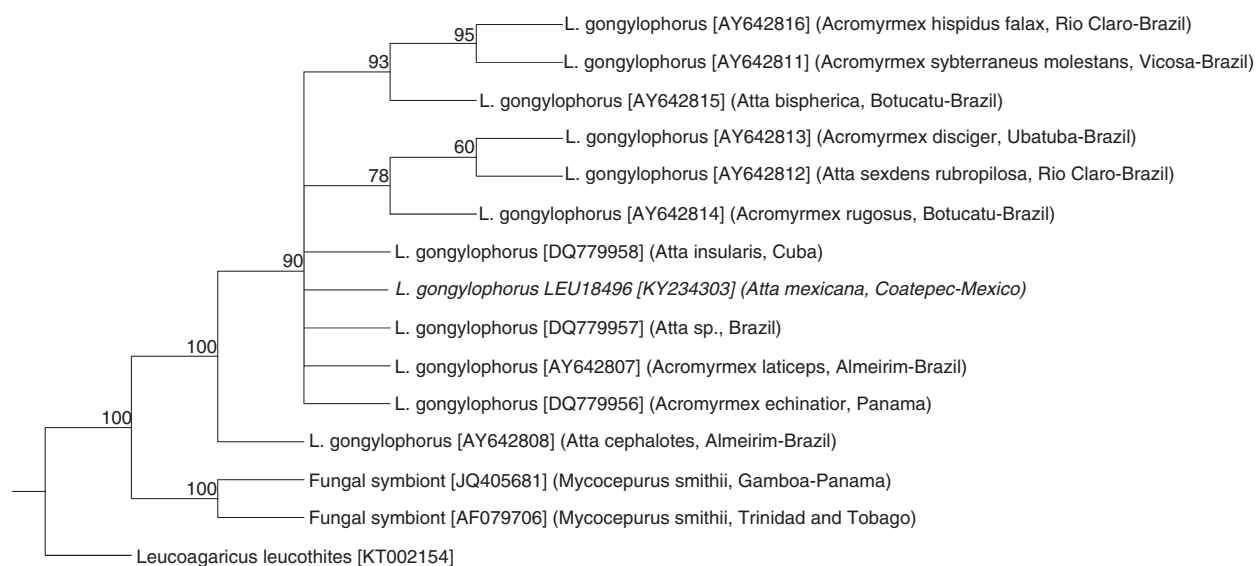 L. gongylophorus [AY642816] (Acromyrmex hispidus falax, Rio Claro-Brazil)
95
L. gongylophorus [AY642811] (Acromyrmex sybterraneus molestans, Vicosa-Brazil)
93
L. gongylophorus [AY642815] (Atta bispherica, Botucatu-Brazil)
L. gongylophorus [AY642813] (Acromyrmex disciger, Ubatuba-Brazil)
60
L. gongylophorus [AY642812] (Atta sexdens rubropilosa, Rio Claro-Brazil)
78
L. gongylophorus [AY642814] (Acromyrmex rugosus, Botucatu-Brazil)
L. gongylophorus [DQ779958] (Atta insularis, Cuba)
90
L. gongylophorus LEU18496 [KY234303] (Atta mexicana, Coatepec-Mexico)
L. gongylophorus [DQ779957] (Atta sp., Brazil)
100
L. gongylophorus [AY642807] (Acromyrmex laticeps, Almeirim-Brazil)
L. gongylophorus [DQ779956] (Acromyrmex echinatior, Panama)
100
L. gongylophorus [AY642808] (Atta cephalotes, Almeirim-Brazil)
Fungal symbiont [JQ405681] (Mycocepurus smithii, Gamboa-Panama)
100
Fungal symbiont [AF079706] (Mycocepurus smithii, Trinidad and Tobago)
Leucoagaricus leucothites [KT002154]